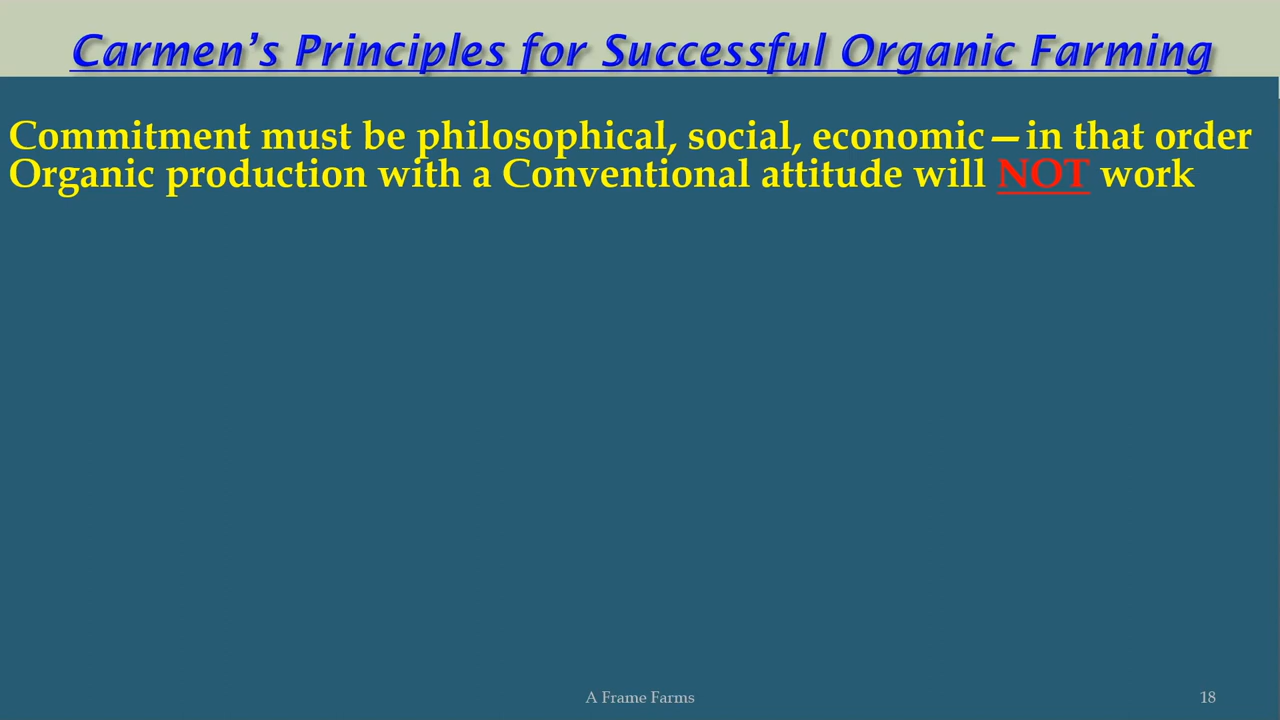 Carmen’s Principles for Successful Organic Farming
Commitment must be philosophical, social, economic—in that order
Organic production with a Conventional attitude will NOT work
A Frame Farms
18